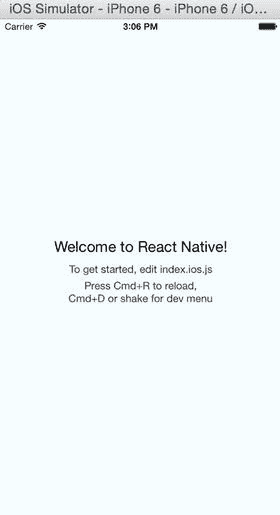 iOS Simulator - iPhone 6 - iPhone 6 / iO...
Carrier 3:06 PM
Welcome to React Native!
To get started, edit index.ios.js
Press Cmd+R to reload,
Cmd+D or shake for dev menu